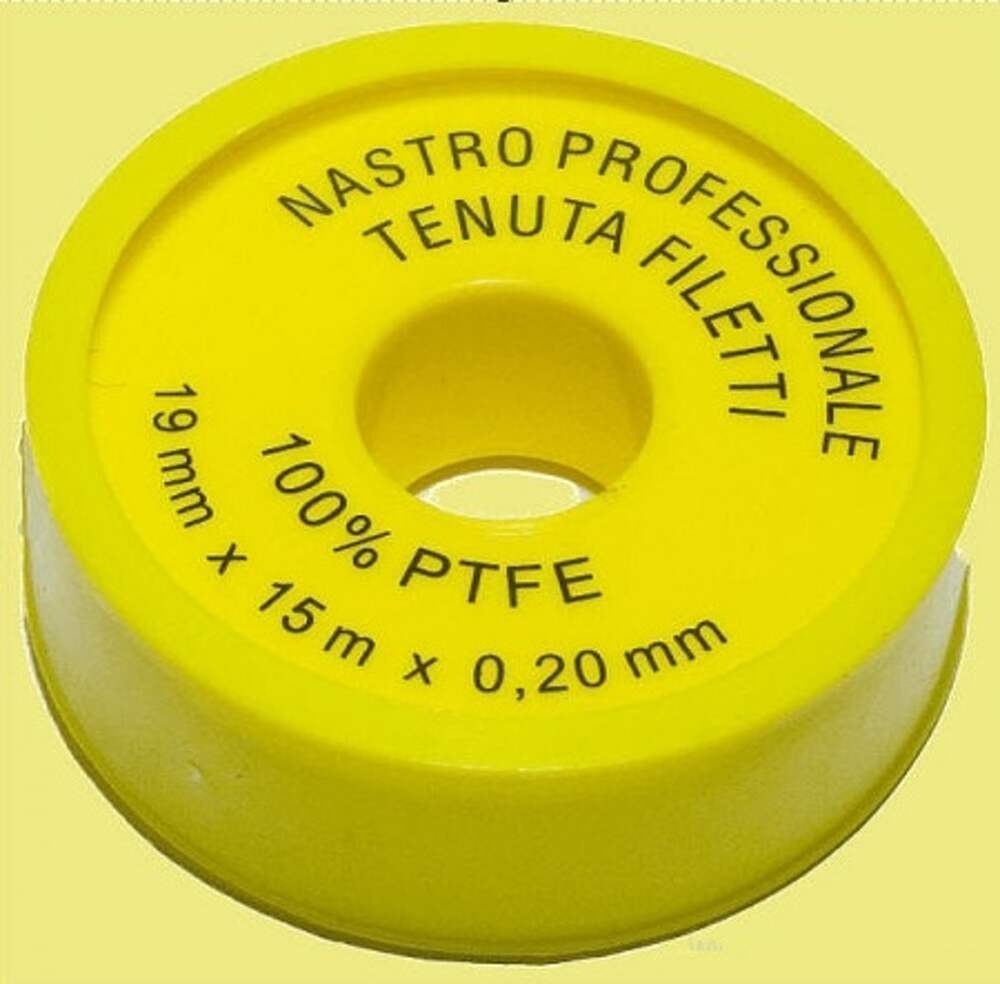 NASTRO PROFESSIONALE
TENUTA FILETTI
100% PTFE
19 mm x 15 m x 0,20 mm